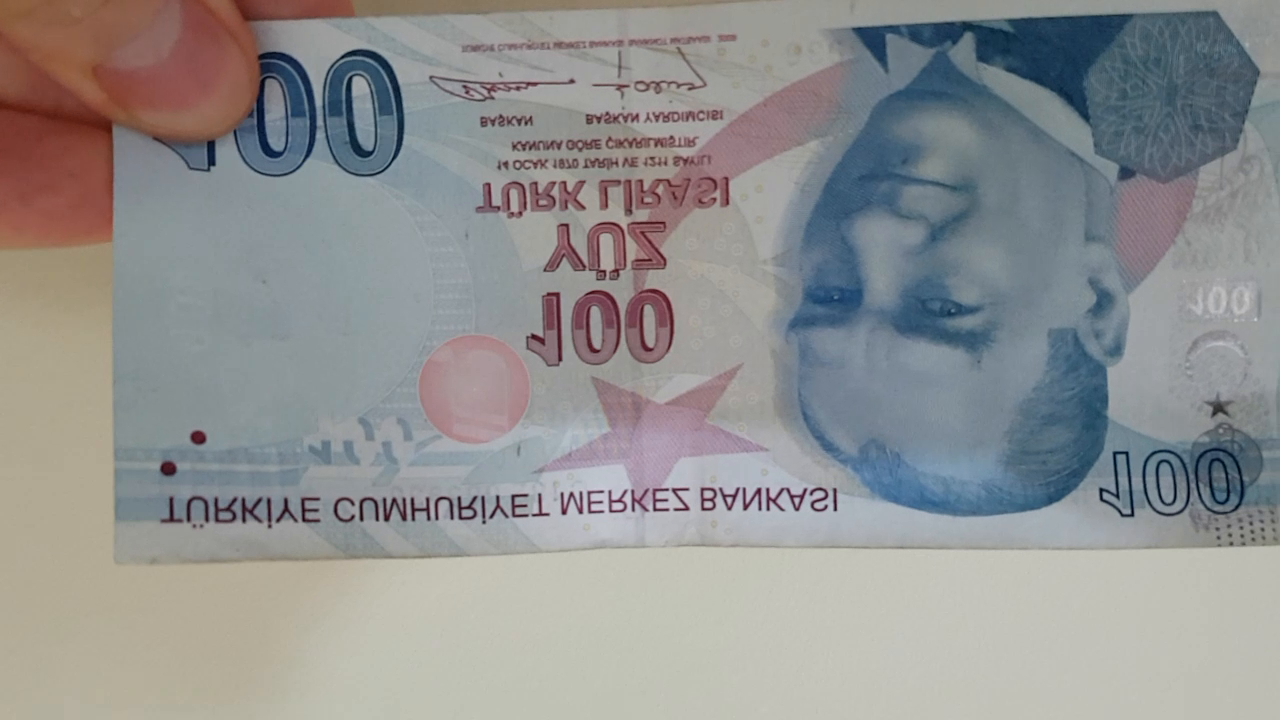 TÜRKİYE CUMHURİYET MERKEZ BANKASI
100
100
YÜZ
TÜRK LİRASI
14 OCAK 1970 TARİH VE 1211 SAYILI
KANUNA GÖRE ÇIKARILMIŞTIR
BAŞKAN BAŞKAN YARDIMCISI
100
100